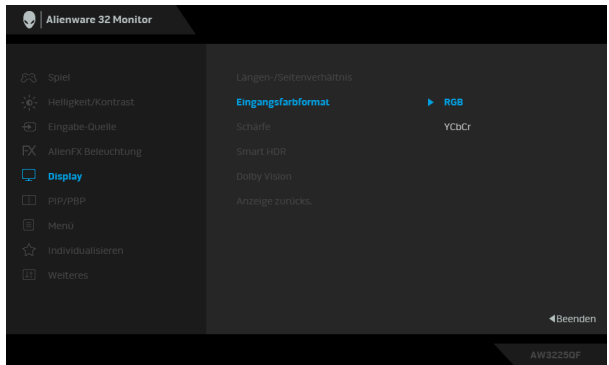 Alienware 32 Monitor
Spiel
Längen-/Seitenverhältnis
Helligkeit/Kontrast
Eingangsfarbformat
RGB
Eingabe-Quelle
Schärfe
YCbCr
FX AlienFX Beleuchtung
Smart HDR
Display
Dolby Vision
PIP/PBP
Anzeige zurücks.
Menü
Individualisieren
Weiteres
Beenden
AW3225QF